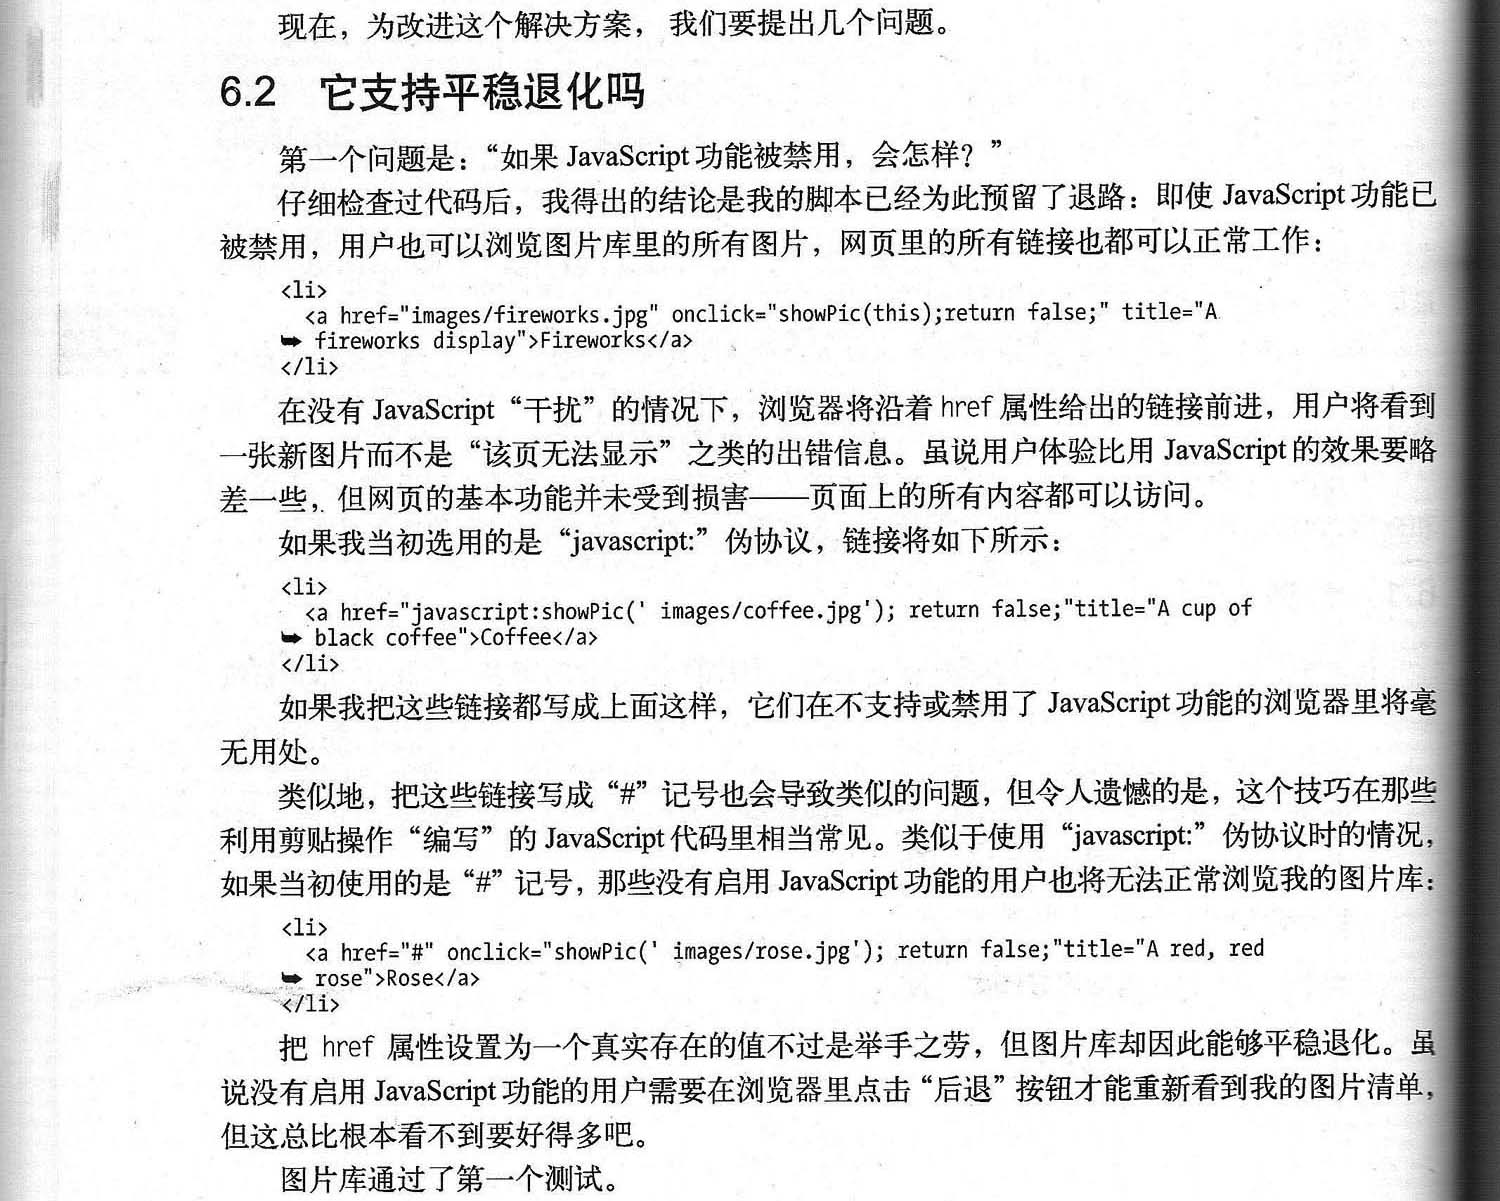 现在，为改进这个解决方案， 我们要提出几个问题。
6.2 它支持平稳退化吗
第一个问题是：“如果 JavaScript 功能被禁用，会怎样？”
仔细检查过代码后，我得出的结论是我的脚本已经为此预留了退路：即使 JavaScript 功能已
被禁用，用户也可以浏览图片库里的所有图片，网页里的所有链接也都可以正常工作：
<li>
<a href="images/fireworks.jpg" onclick="showPic(this);return false;" title="A
➥ fireworks display">Fireworks</a>
</li>
在没有 JavaScript“干扰”的情况下，浏览器将沿着 href 属性给出的链接前进，用户将看到
一张新图片而不是“该页无法显示”之类的出错信息。虽说用户体验比用 JavaScript 的效果要略
差一些，但网页的基本功能并未受到损害——页面上的所有内容都可以访问。
如果我当初选用的是“javascript:”伪协议，链接将如下所示：
<li>
<a href="javascript:showPic(' images/coffee.jpg'); return false;"title="A cup of
➥ black coffee">Coffee</a>
</li>
如果我把这些链接都写成上面这样，它们在不支持或禁用了 JavaScript 功能的浏览器里将毫
无用处。
类似地，把这些链接写成“#”记号也会导致类似的问题，但令人遗憾的是，这个技巧在那些
利用剪贴操作“编写”的 JavaScript 代码里相当常见。类似于使用“javascript:”伪协议时的情况，
如果当初使用的是“#”记号，那些没有启用 JavaScript 功能的用户也将无法正常浏览我的图片库：
<li>
<a href="#" onclick="showPic(' images/rose.jpg'); return false;"title="A red, red
➥ rose">Rose</a>
</li>
把 href 属性设置为一个真实存在的值不过是举手之劳，但图片库却因此能够平稳退化。虽
说没有启用 JavaScript 功能的用户需要在浏览器里点击“后退”按钮才能重新看到我的图片清单，
但这总比根本看不到要好得多吧。
图片库通过了第一个测试。